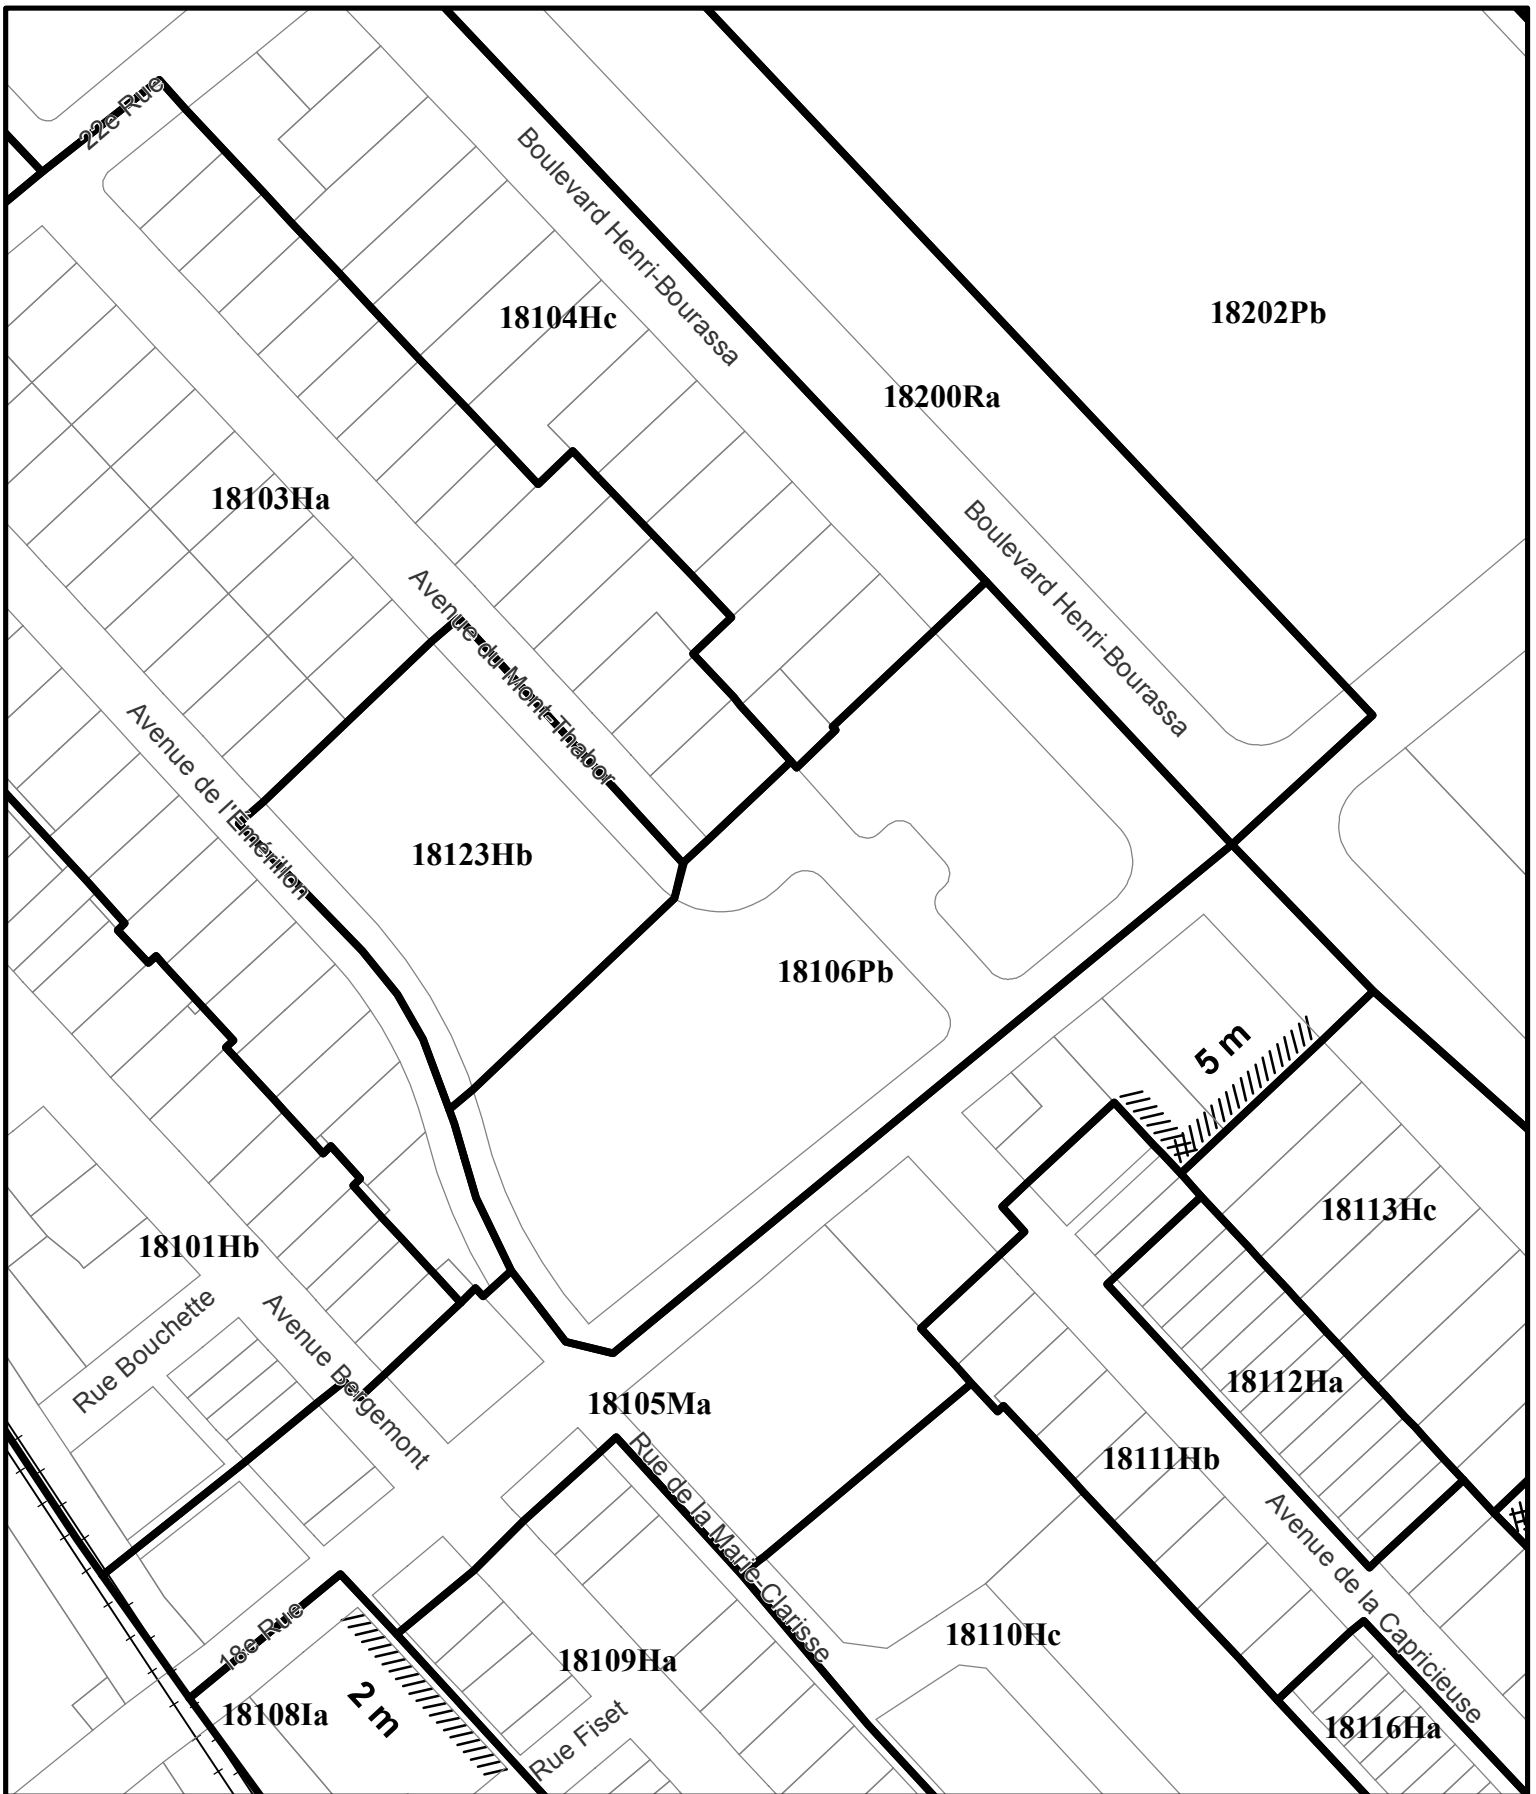 22e Rue
Boulevard Henri-Bourassa
18104Hc
18202Pb
18200Ra
18103Ha
Boulevard Henri-Bourassa
Avenue du Mont-Thabor
Avenue de l'Émérillon
18123Hb
18106Pb
5 m
18113Hc
18101Hb
Rue Bouchette
Avenue Bergemont
18112Ha
18105Ma
Rue de la Marie-Clarisse
18111Hb
Avenue de la Capricieuse
18e Rue
18110Hc
18109Ha
18108Ia
2 m
Rue Fiset
18116Ha